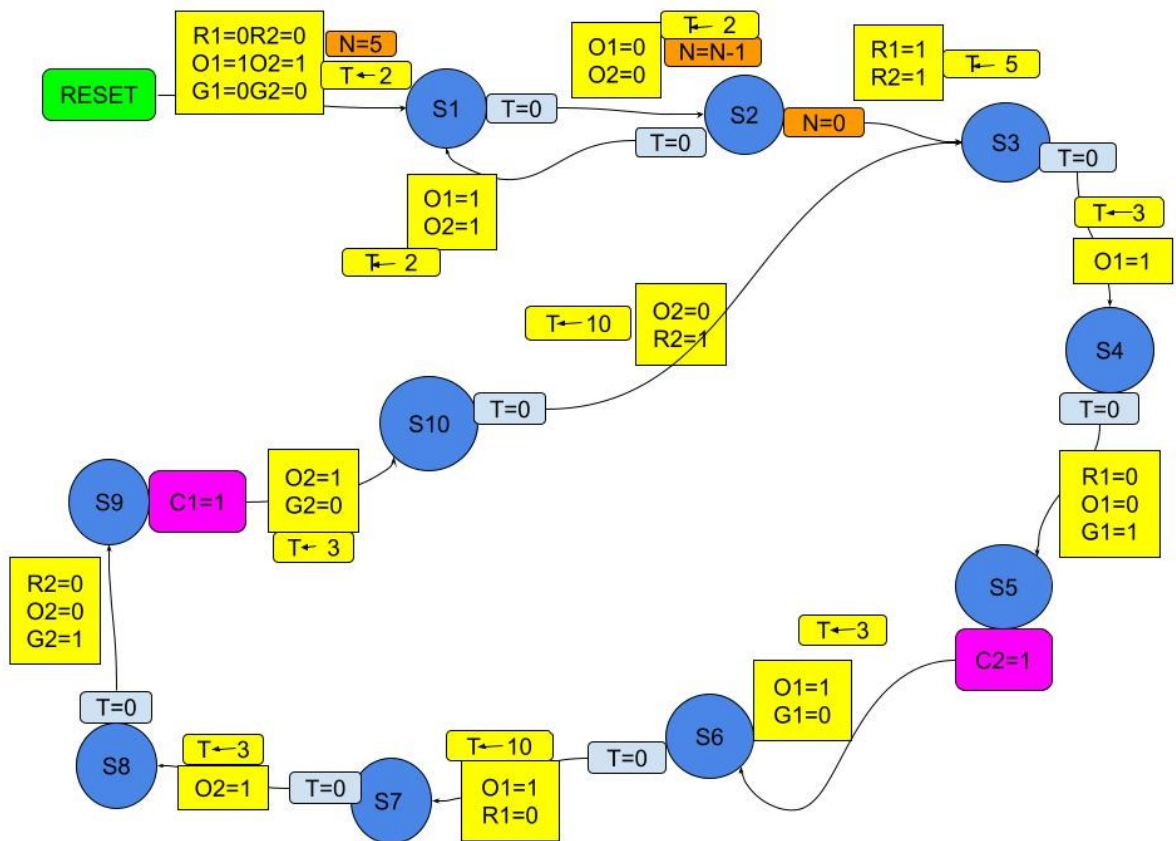 RESET
R1=0R2=0
O1=1O2=1
G1=0G2=0
N=5
T← 2
S1
T=0
O1=0
O2=0
T← 2
N=N-1
S2
N=0
T=0
O1=1
O2=1
T← 2
R1=1
R2=1
T← 5
S3
T=0
T←3
O1=1
S4
T=0
R1=0
O1=0
G1=1
S5
C2=1
T←3
O1=1
G1=0
S6
T=0
T←10
O1=1
R1=0
S7
T=0
T←3
O2=1
S8
T=0
R2=0
O2=0
G2=1
S9
C1=1
O2=1
G2=0
T← 3
S10
T=0
T←10
O2=0
R2=1